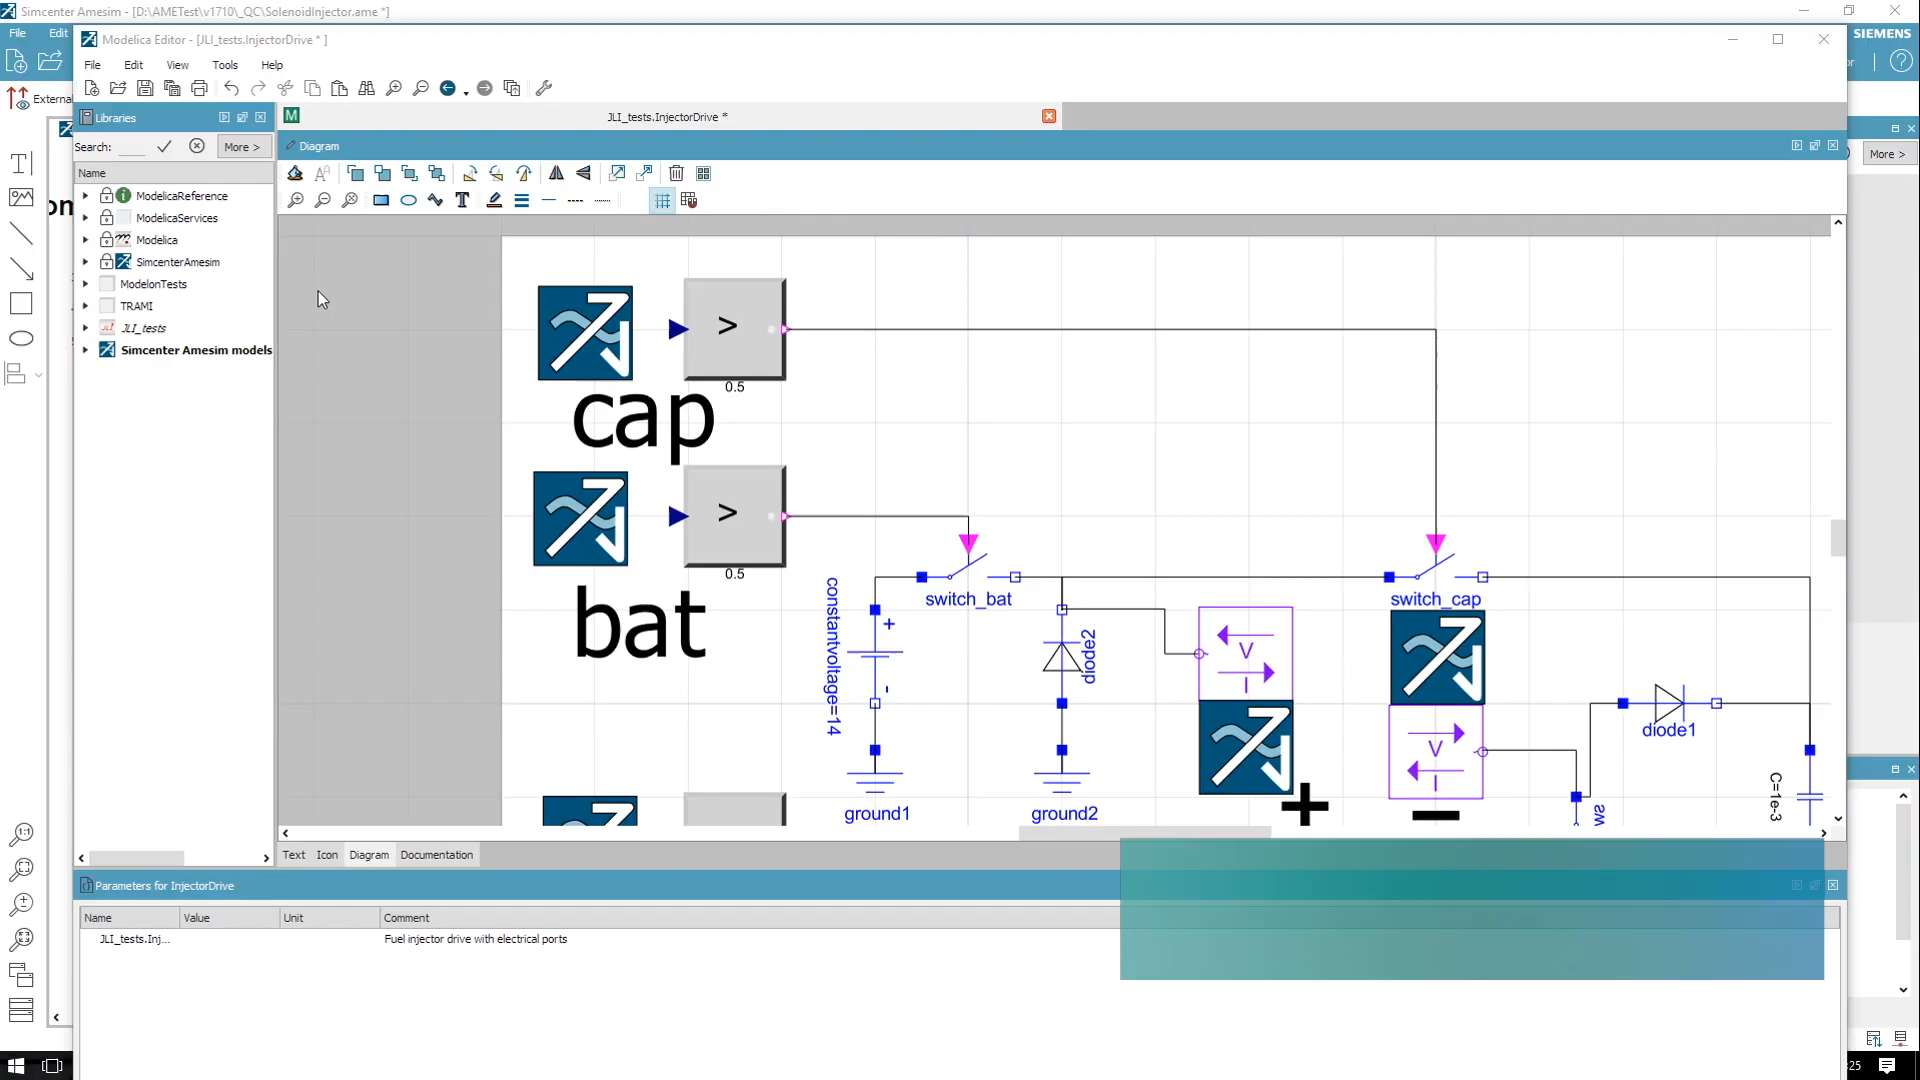 Simcenter Amesim - [D:\AMETest\v1710\_QC\SolenoidInjector.ame *]
File Edit
SIEMENS
Modelica Editor - [JLI_tests.InjectorDrive * ]
File Edit View Tools Help
External
Libraries
JLI_tests.InjectorDrive *
Search: More >
Diagram
More >
Name
ModelicaReference
ModelicaServices
Modelica
SimcenterAmesim
ModelonTests
TRAMI
JLI_tests
Simcenter Amesim models
>
0.5
cap
>
0.5
bat
constantvoltage=14
+
-
switch_bat
switch_cap
diode2
V
I
V
I
diode1
C=1e-3
sw
ground1
ground2
+
-
Text Icon Diagram Documentation
Parameters for InjectorDrive
Name Value Unit Comment
JLI_tests.Inj... Fuel injector drive with electrical ports
:25